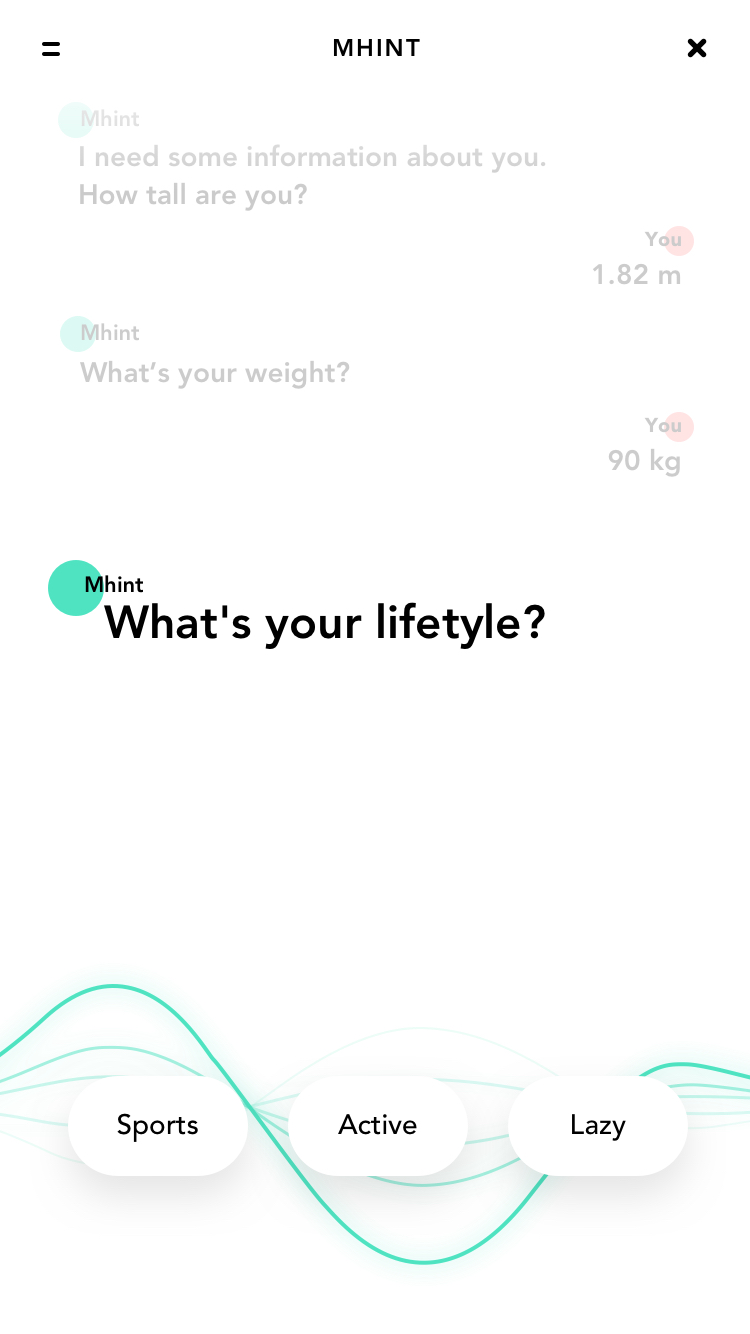 MHINT
Mhint
I need some information about you.
How tall are you?
You
1.82 m
Mhint
What’s your weight?
You
90 kg
Mhint
What's your lifetyle?
Sports
Active
Lazy